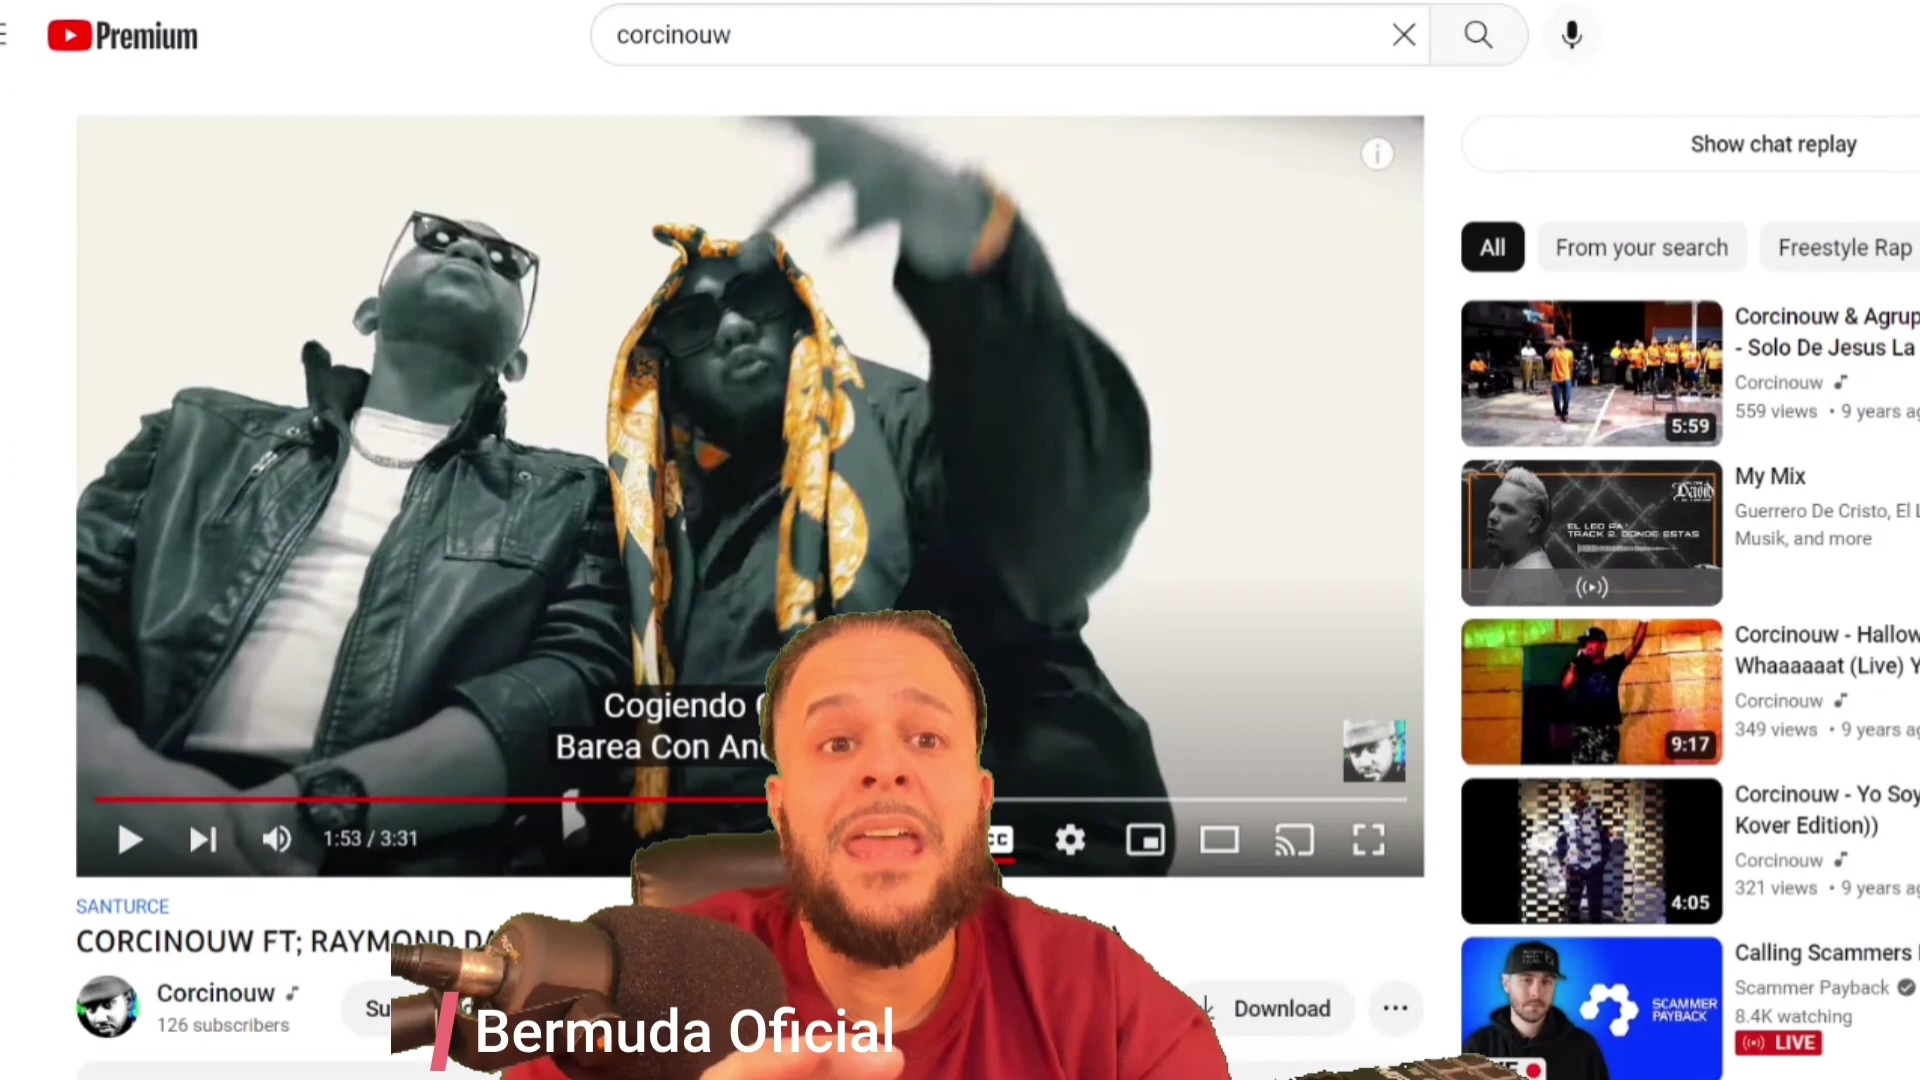 Premium
corcinouw
Show chat replay
All
From your search
Freestyle Rap
Cogiendo
Barea Con
1:53 / 3:31
SANTURCE
CORCINOUW FT; RAYMOND
Corcinouw
126 subscribers
Download
Bermuda Oficial
Corcinouw & Agrup
- Solo De Jesus La
Corcinouw
559 views • 9 years
5:59
My Mix
Guerrero De Cristo, El
Musik, and more
David
EL LEO PA'
TRACK 2. DONDE ESTAS
Corcinouw - Hallow
Whaaaaaat (Live)
Corcinouw
349 views • 9 years
9:17
Corcinouw - Yo Soy
Kover Edition))
Corcinouw
321 views • 9 years
4:05
Calling Scammers
Scammer Payback
8.4K watching
LIVE
SCAMMER
PAYBACK